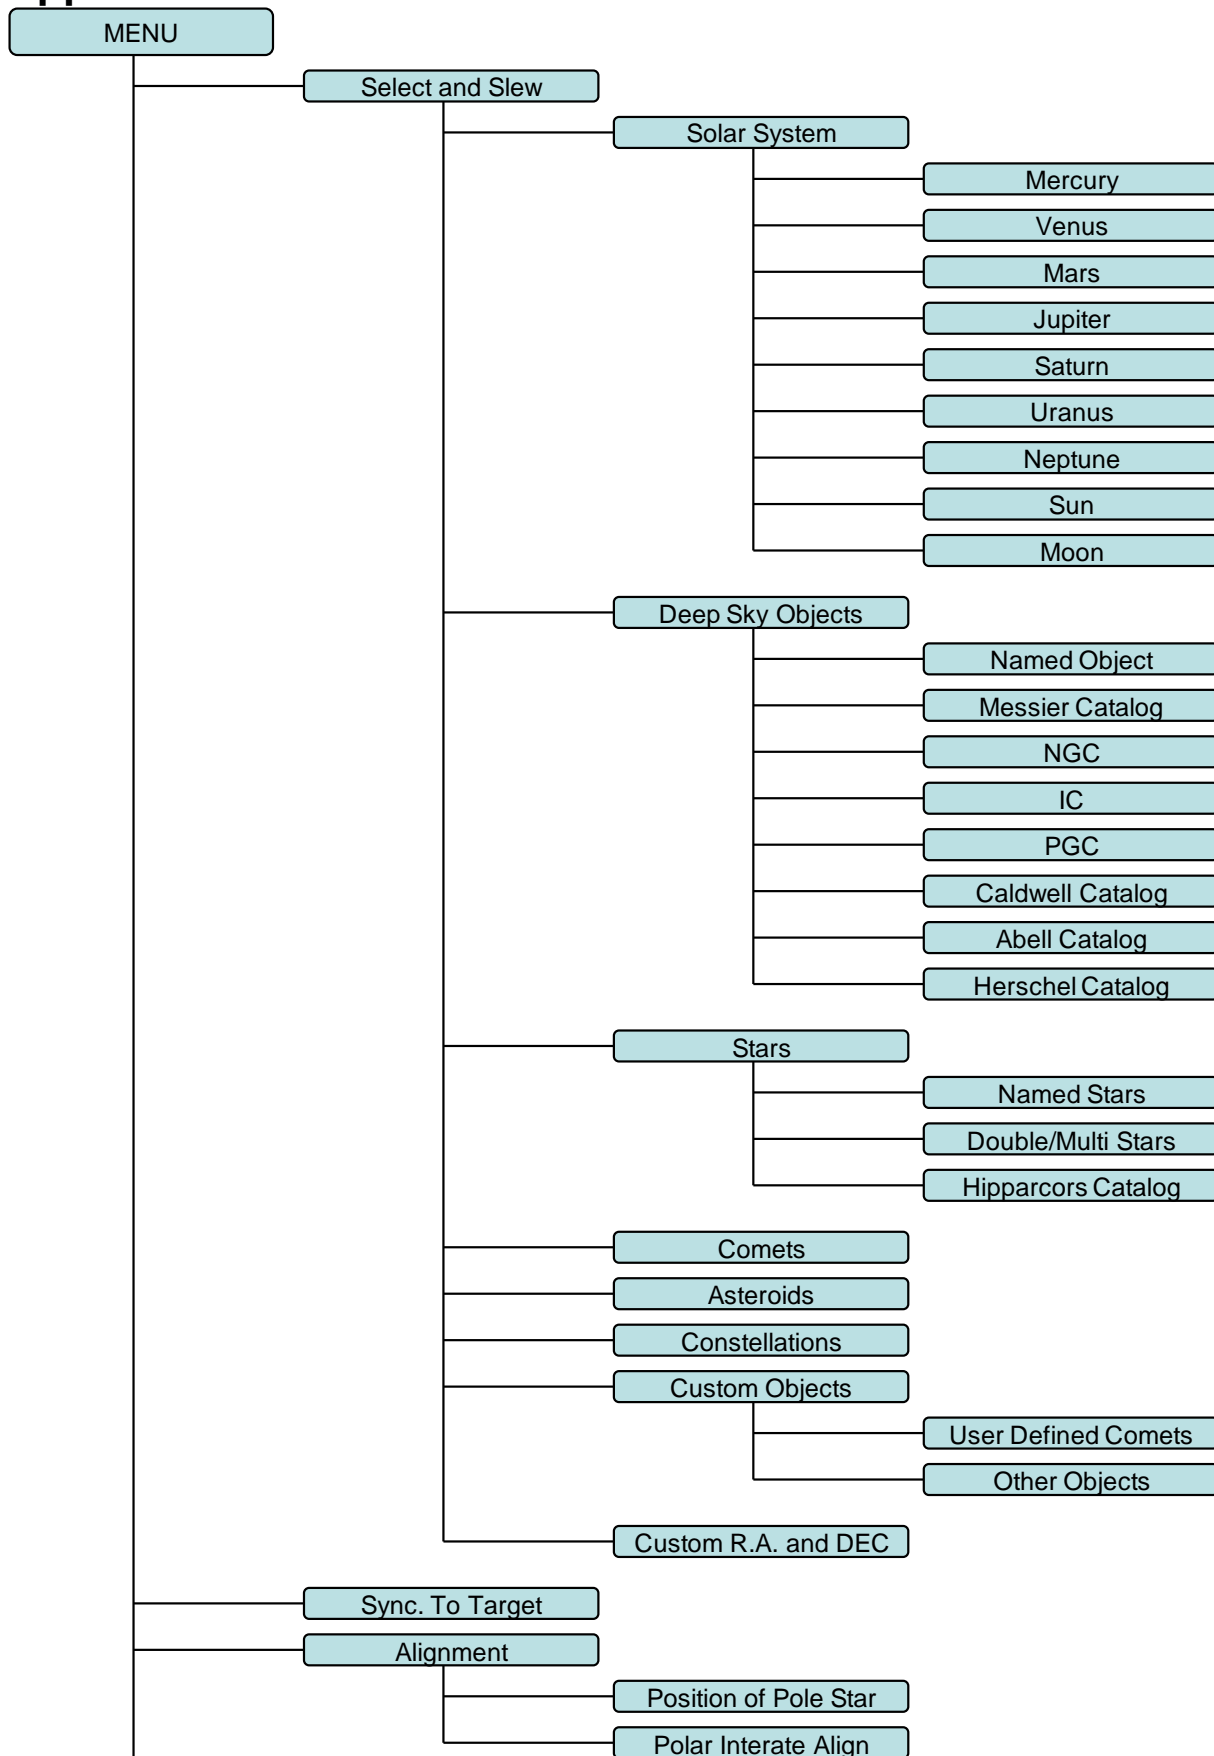 MENU
Select and Slew
Solar System
Mercury
Venus
Mars
Jupiter
Saturn
Uranus
Neptune
Sun
Moon
Deep Sky Objects
Named Object
Messier Catalog
NGC
IC
PGC
Caldwell Catalog
Abell Catalog
Herschel Catalog
Stars
Named Stars
Double/Multi Stars
Hipparcors Catalog
Comets
Asteroids
Constellations
Custom Objects
User Defined Comets
Other Objects
Custom R.A. and DEC
Sync. To Target
Alignment
Position of Pole Star
Polar Interate Align